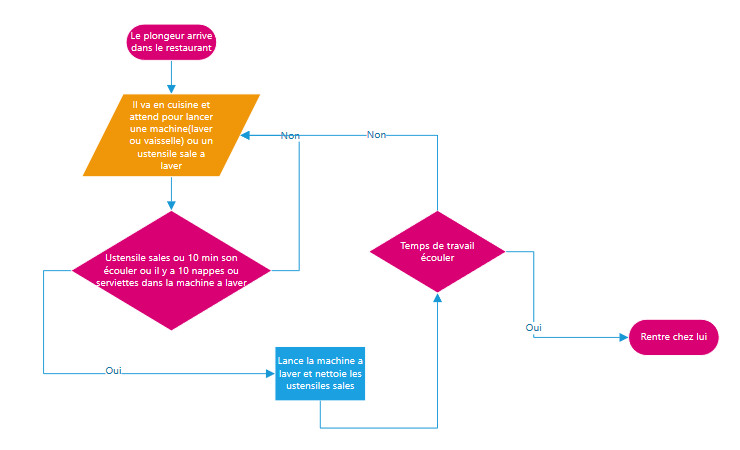 Le plongeur arrive
dans le restaurant
Il va en cuisine et
attend pour lancer
une machine(laver
ou vaisselle) ou un
ustensile sale a
laver
Non
Non
Ustensile sales ou 10 min son
écouler ou il y a 10 nappes ou
serviettes dans la machine a laver
Temps de travail
écouler
Oui
Rentre chez lui
Oui
Lance la machine a
laver et nettoie les
ustensiles sales